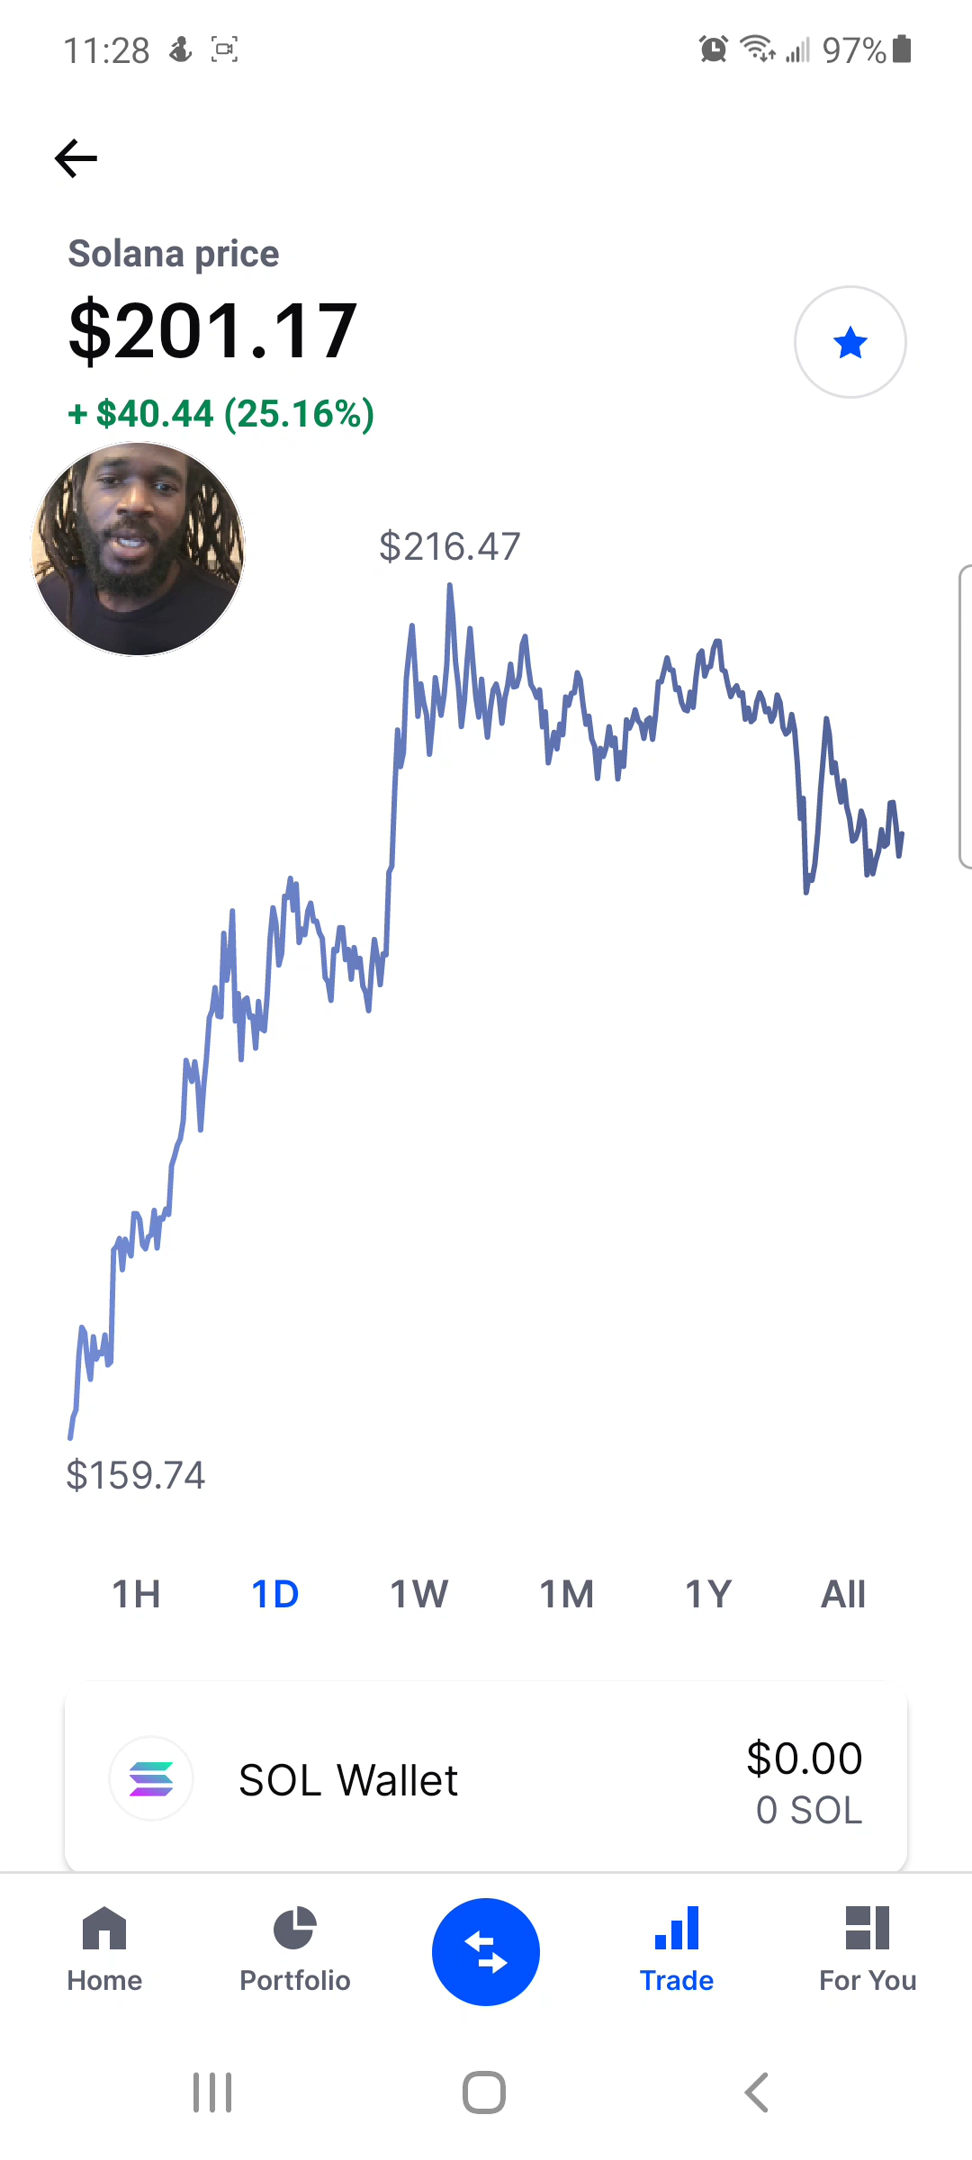 11:28
97%
Solana price
$201.17
+ $40.44 (25.16%)
$216.47
$159.74
1H 1D 1W 1M 1Y All
SOL Wallet
$0.00
0 SOL
Home Portfolio Trade For You